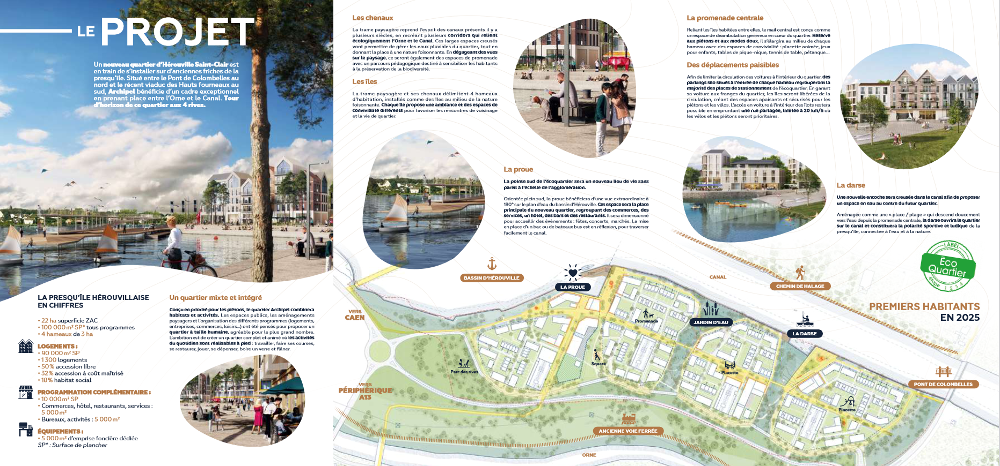 LE PROJET
Un nouveau quartier d'Hérouville Saint-Clair est
en train de s'installer sur d'anciennes friches de la
presqu'île. Situé entre le Pont de Colombelles au
nord et le récent viaduc des Hauts fourneaux au
sud, Archipel bénéficie d'un cadre exceptionnel
en prenant place entre l'Orne et le Canal. Tour
d'horizon de ce quartier aux 4 rives.
LA PRESQU'ÎLE HÉROUVILLAISE
EN CHIFFRES
• 22 ha superficie ZAC
• 100 000 m² SP* tous programmes
• 4 hameaux de 3 ha
LOGEMENTS :
• 90 000 m² SP
• 1 300 logements
• 50 % accession libre
• 32% accession à coût maîtrisé
• 18% habitat social
PROGRAMMATION COMPLÉMENTAIRE :
• 10 000 m² SP
• Commerces, hôtel, restaurants, services :
5 000 m²
• Bureaux, activités : 5 000 m²
ÉQUIPEMENTS :
• 5 000 m² d'emprise foncière dédiée
SP* : Surface de plancher
Un quartier mixte et intégré
Conçu en priorité pour les piétons, le quartier Archipel combinera
habitats et activités. Les espaces publics, les aménagements
paysagers et l'organisation des différents programmes (logements,
entreprises, commerces, loisirs...) ont été pensés pour proposer un
quartier à taille humaine, agréable pour le plus grand nombre.
L'ambition est de créer un quartier complet et animé où les activités
du quotidien sont réalisables à pied : travailler, faire ses courses,
se restaurer, jouer, se dépenser, boire un verre et flâner.
Les chenaux
La trame paysagère reprend l'esprit des canaux présents il y a
plusieurs siècles, en recréant plusieurs corridors qui relient
écologiquement l'Orne et le Canal. Ces larges espaces creusés
vont permettre de gérer les eaux pluviales du quartier, tout en
donnant la place à une nature foisonnante. En dégageant des vues
sur le paysage, ce seront également des espaces de promenade
avec un parcours pédagogique destiné à sensibiliser les habitants
à la préservation de la biodiversité.
Les îles
La trame paysagère et ses chenaux délimitent 4 hameaux
d'habitation, installés comme des îles au milieu de la nature
foisonnante. Chaque île propose une ambiance et des espaces de
convivialité différents pour favoriser les rencontres de voisinage
et la vie de quartier.
La proue
La pointe sud de l'écoquartier sera un nouveau lieu de vie sans
pareil à l'échelle de l'agglomération.
Orientée plein sud, la proue bénéficiera d'une vue extraordinaire à
180° sur le plan d'eau du bassin d'Hérouville. Cet espace sera la place
principale du nouveau quartier, regroupant des commerces, des
services, un hôtel, des bars et des restaurants. Il sera dimensionné
pour accueillir des évènements : fêtes, concerts, marchés. La mise
en place d'un bac ou de bateaux bus est en réflexion, pour traverser
facilement le canal.
La promenade centrale
Reliant les îles habitées entre elles, le mail central est conçu comme
un espace de déambulation généreux en cœur du quartier. Réservé
aux piétons et aux modes doux, il s'élargira au milieu de chaque
hameau avec des espaces de convivialité : placette animée, jeux
pour enfants, tables de pique-nique, tennis de table, pétanque...
Des déplacements paisibles
Afin de limiter la circulation des voitures à l'intérieur du quartier, des
parkings silo situés à l'entrée de chaque hameau regrouperont la
majorité des places de stationnement de l'écoquartier. En garant
sa voiture aux franges du quartier, les îles seront libérées de la
circulation, créant des espaces apaisants et sécurisés pour les
piétons et les vélos. L'accès en voiture à l'intérieur des îlots restera
possible en empruntant une rue partagée, limitée à 20 km/h où
les vélos et les piétons seront prioritaires.
La darse
Une nouvelle encoche sera creusée dans le canal afin de proposer
un espace en eau au centre du futur quartier.
Aménagée comme une « place / plage » qui descend doucement
vers l'eau depuis la promenade centrale, la darse ouvrira le quartier
sur le canal et constituera la polarité sportive et ludique de la
presqu'île, connectée à l'eau et à la nature.
LABEL
Éco
Quartier
étape 1 2 3 4
PREMIERS HABITANTS
EN 2025
BASSIN D'HÉROUVILLE
LA PROUE
CANAL
CHEMIN DE HALAGE
VERS
CAEN
Promenade
JARDIN D'EAU
LA DARSE
Parc des rives
Square
Placette
PONT DE COLOMBELLES
VERS
PÉRIPHÉRIQUE
A13
Placette
ANCIENNE VOIE FERRÉE
ORNE